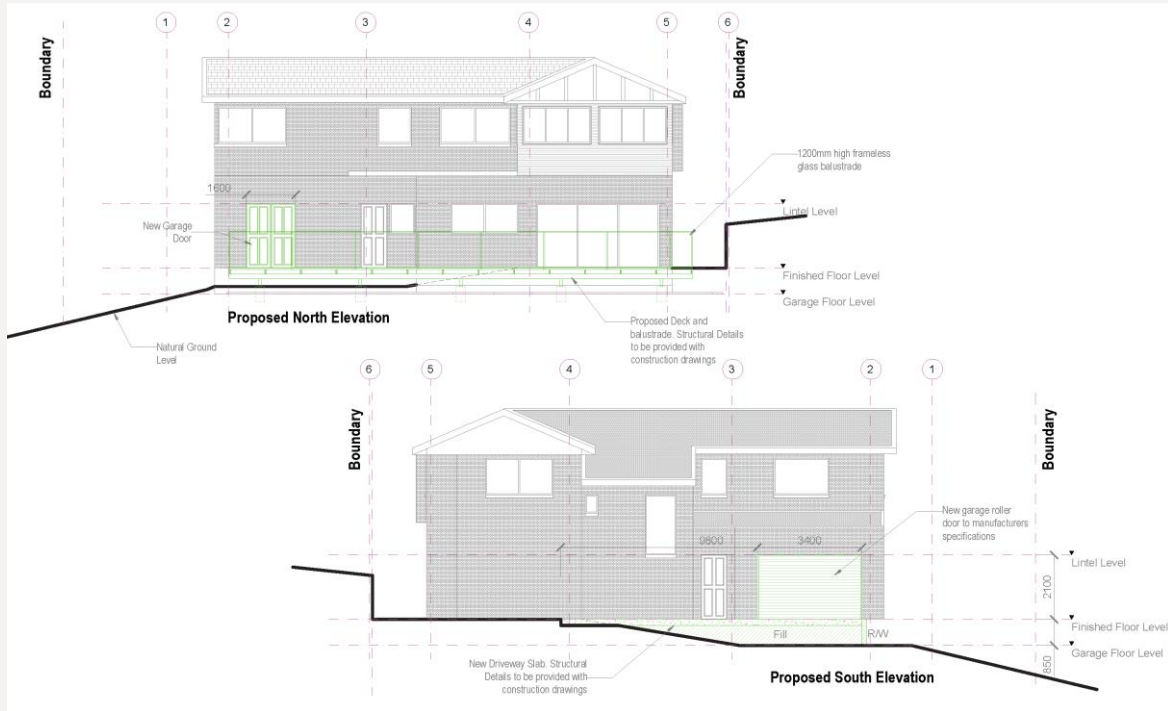 1 2 3 4 5 6
Boundary
Boundary
1200mm high frameless
glass balustrade
1600
Lintel Level
New Garage
Door
Finished Floor Level
Garage Floor Level
Proposed North Elevation
Natural Ground
Level
Proposed Deck and
balustrade. Structural Details
to be provided with
construction drawings
6 5 4 3 2 1
Boundary
Boundary
New garage roller
door to manufacturers
specifications
9800
3400
Lintel Level
2100
Finished Floor Level
Fill
R/W
Garage Floor Level
850
New Driveway Slab. Structural
Details to be provided with
construction drawings
Proposed South Elevation